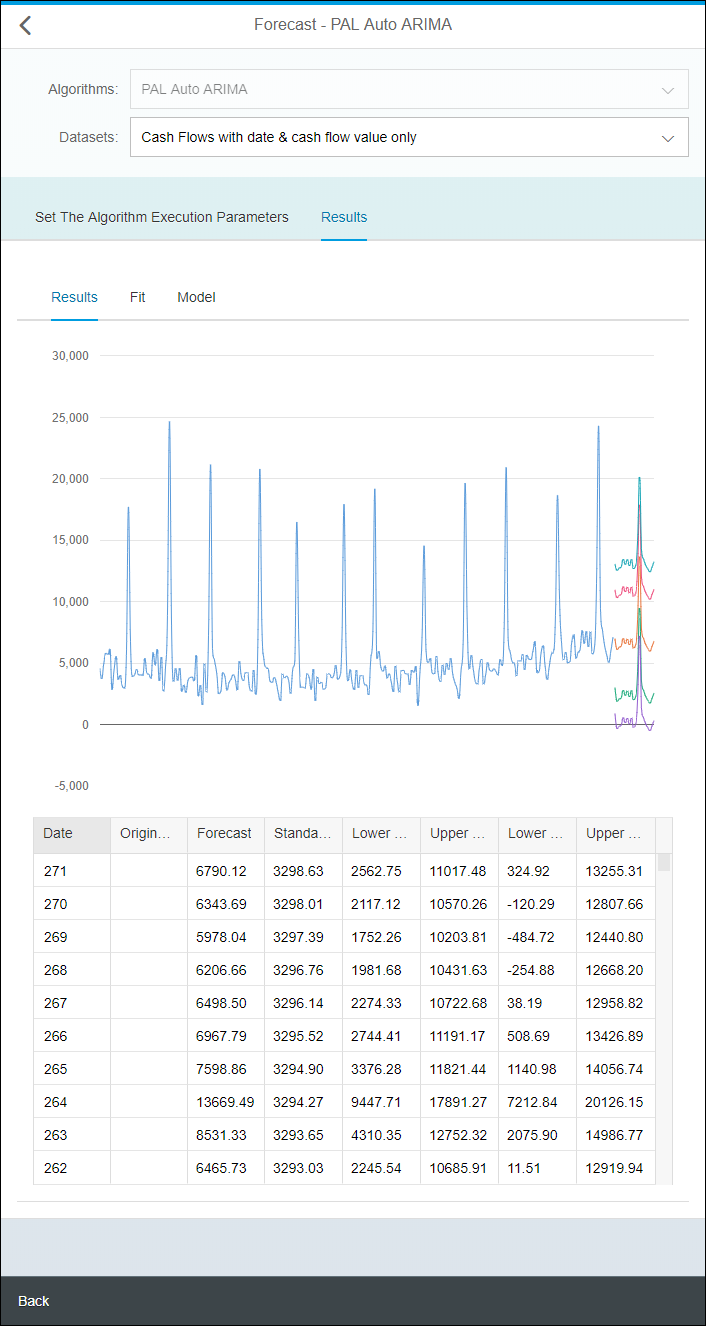 Forecast - PAL Auto ARIMA
Algorithms: PAL Auto ARIMA
Datasets: Cash Flows with date & cash flow value only
Set The Algorithm Execution Parameters Results
Results Fit Model
30,000
25,000
20,000
15,000
10,000
5,000
0
-5,000
Date Origin... Forecast Standa... Lower ... Upper ... Lower ... Upper ...
271 6790.12 3298.63 2562.75 11017.48 324.92 13255.31
270 6343.69 3298.01 2117.12 10570.26 -120.29 12807.66
269 5978.04 3297.39 1752.26 10203.81 -484.72 12440.80
268 6206.66 3296.76 1981.68 10431.63 -254.88 12668.20
267 6498.50 3296.14 2274.33 10722.68 38.19 12958.82
266 6967.79 3295.52 2744.41 11191.17 508.69 13426.89
265 7598.86 3294.90 3376.28 11821.44 1140.98 14056.74
264 13669.49 3294.27 9447.71 17891.27 7212.84 20126.15
263 8531.33 3293.65 4310.35 12752.32 2075.90 14986.77
262 6465.73 3293.03 2245.54 10685.91 11.51 12919.94
Back